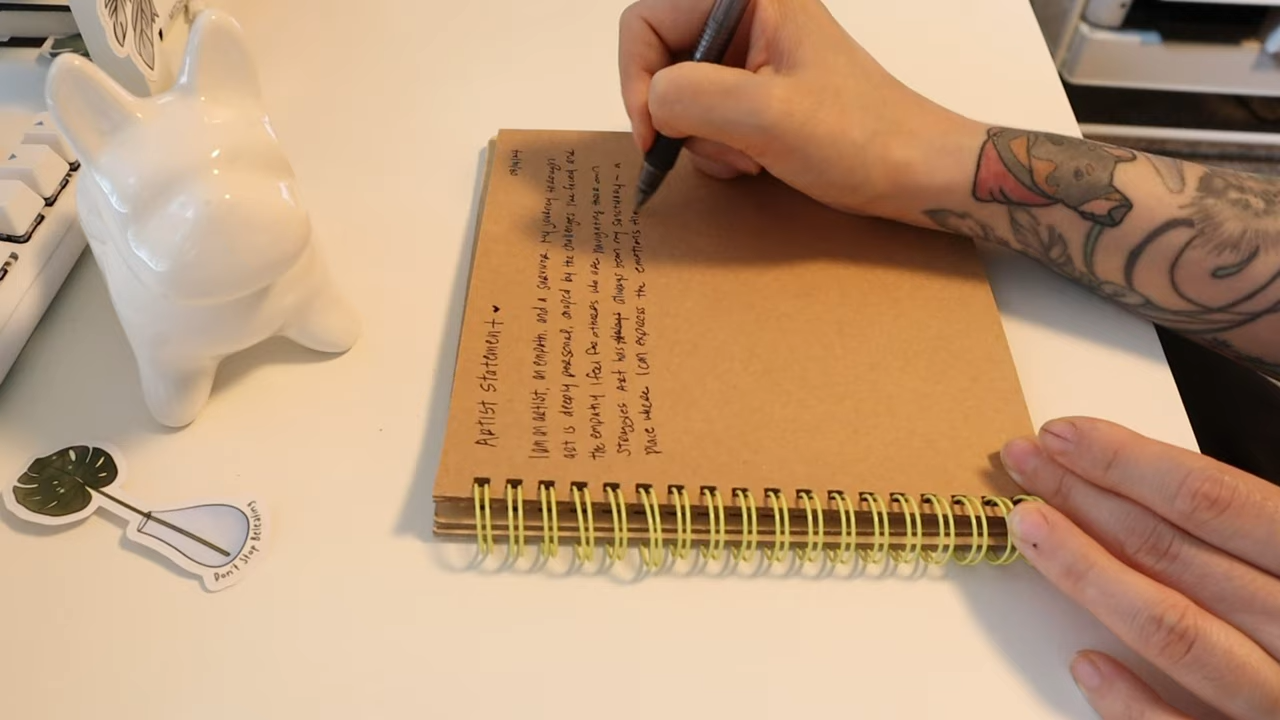 Artist Statement ♥
I am an artist, an empath, and a survivor. My journey through
art is deeply personal, shaped by the challenges I've faced and
the empathy I feel for others who are navigating their own
struggles. Art has always been my sanctuary - a
place where I can express the emotions the
Don't Stop Beleafing